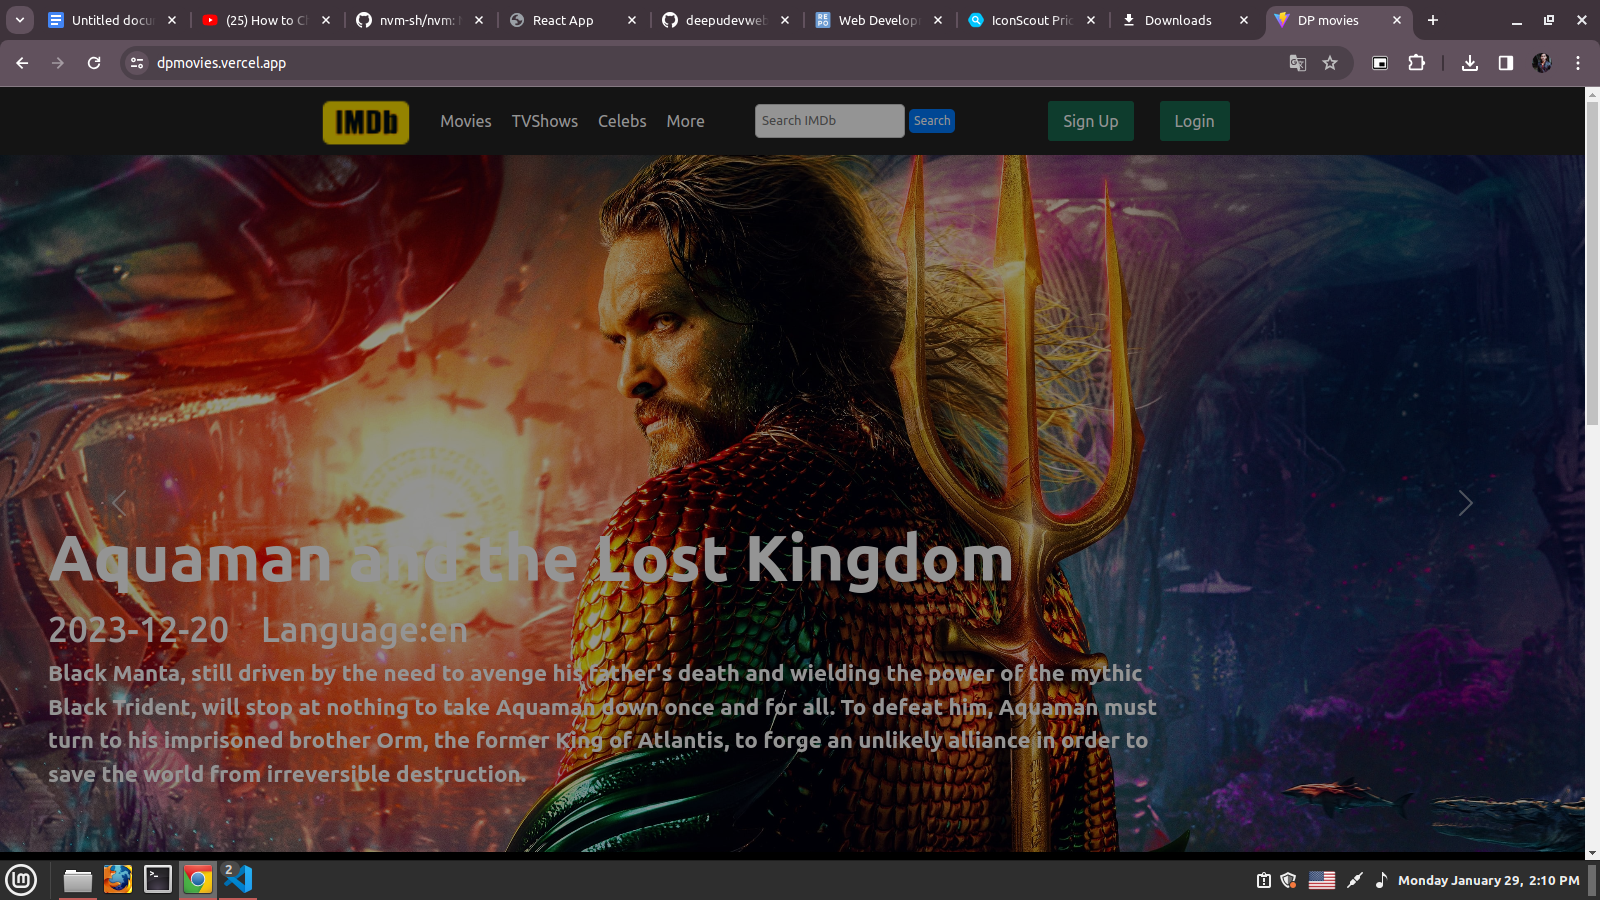 Untitled docu
(25) How to Ch
nvm-sh/nvm:
React App
deepudevweb
Web Develop
IconScout Pric
Downloads
DP movies
dpmovies.vercel.app
IMDb
Movies
TVShows
Celebs
More
Search IMDb
Search
Sign Up
Login
Aquaman and the Lost Kingdom
2023-12-20 Language:en
Black Manta, still driven by the need to avenge his father's death and wielding the power of the mythic
Black Trident, will stop at nothing to take Aquaman down once and for all. To defeat him, Aquaman must
turn to his imprisoned brother Orm, the former King of Atlantis, to forge an unlikely alliance in order to
save the world from irreversible destruction.
2
Monday January 29, 2:10 PM